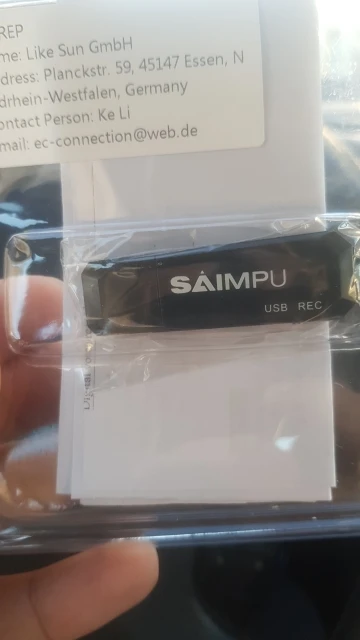 REP
me: Like Sun GmbH
dress: Planckstr. 59, 45147 Essen, N
drhein-Westfalen, Germany
ontact Person: Ke Li
mail: ec-connection@web.de
SAIMPU
USB REC